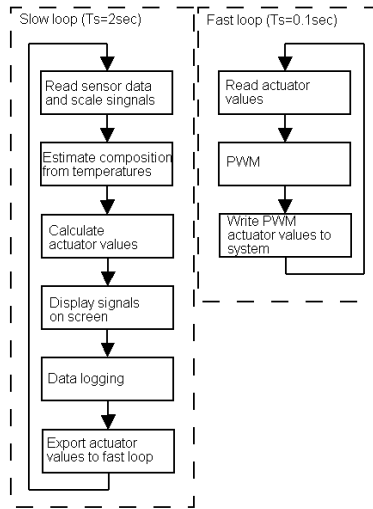 Slow loop (Ts=2sec)
Read sensor data
and scale singnals
Estimate composition
from temperatures
Calculate
actuator values
Display signals
on screen
Data logging
Export actuator
values to fast loop
Fast loop (Ts=0.1sec)
Read actuator
values
PWM
Write PWM
actuator values to
system